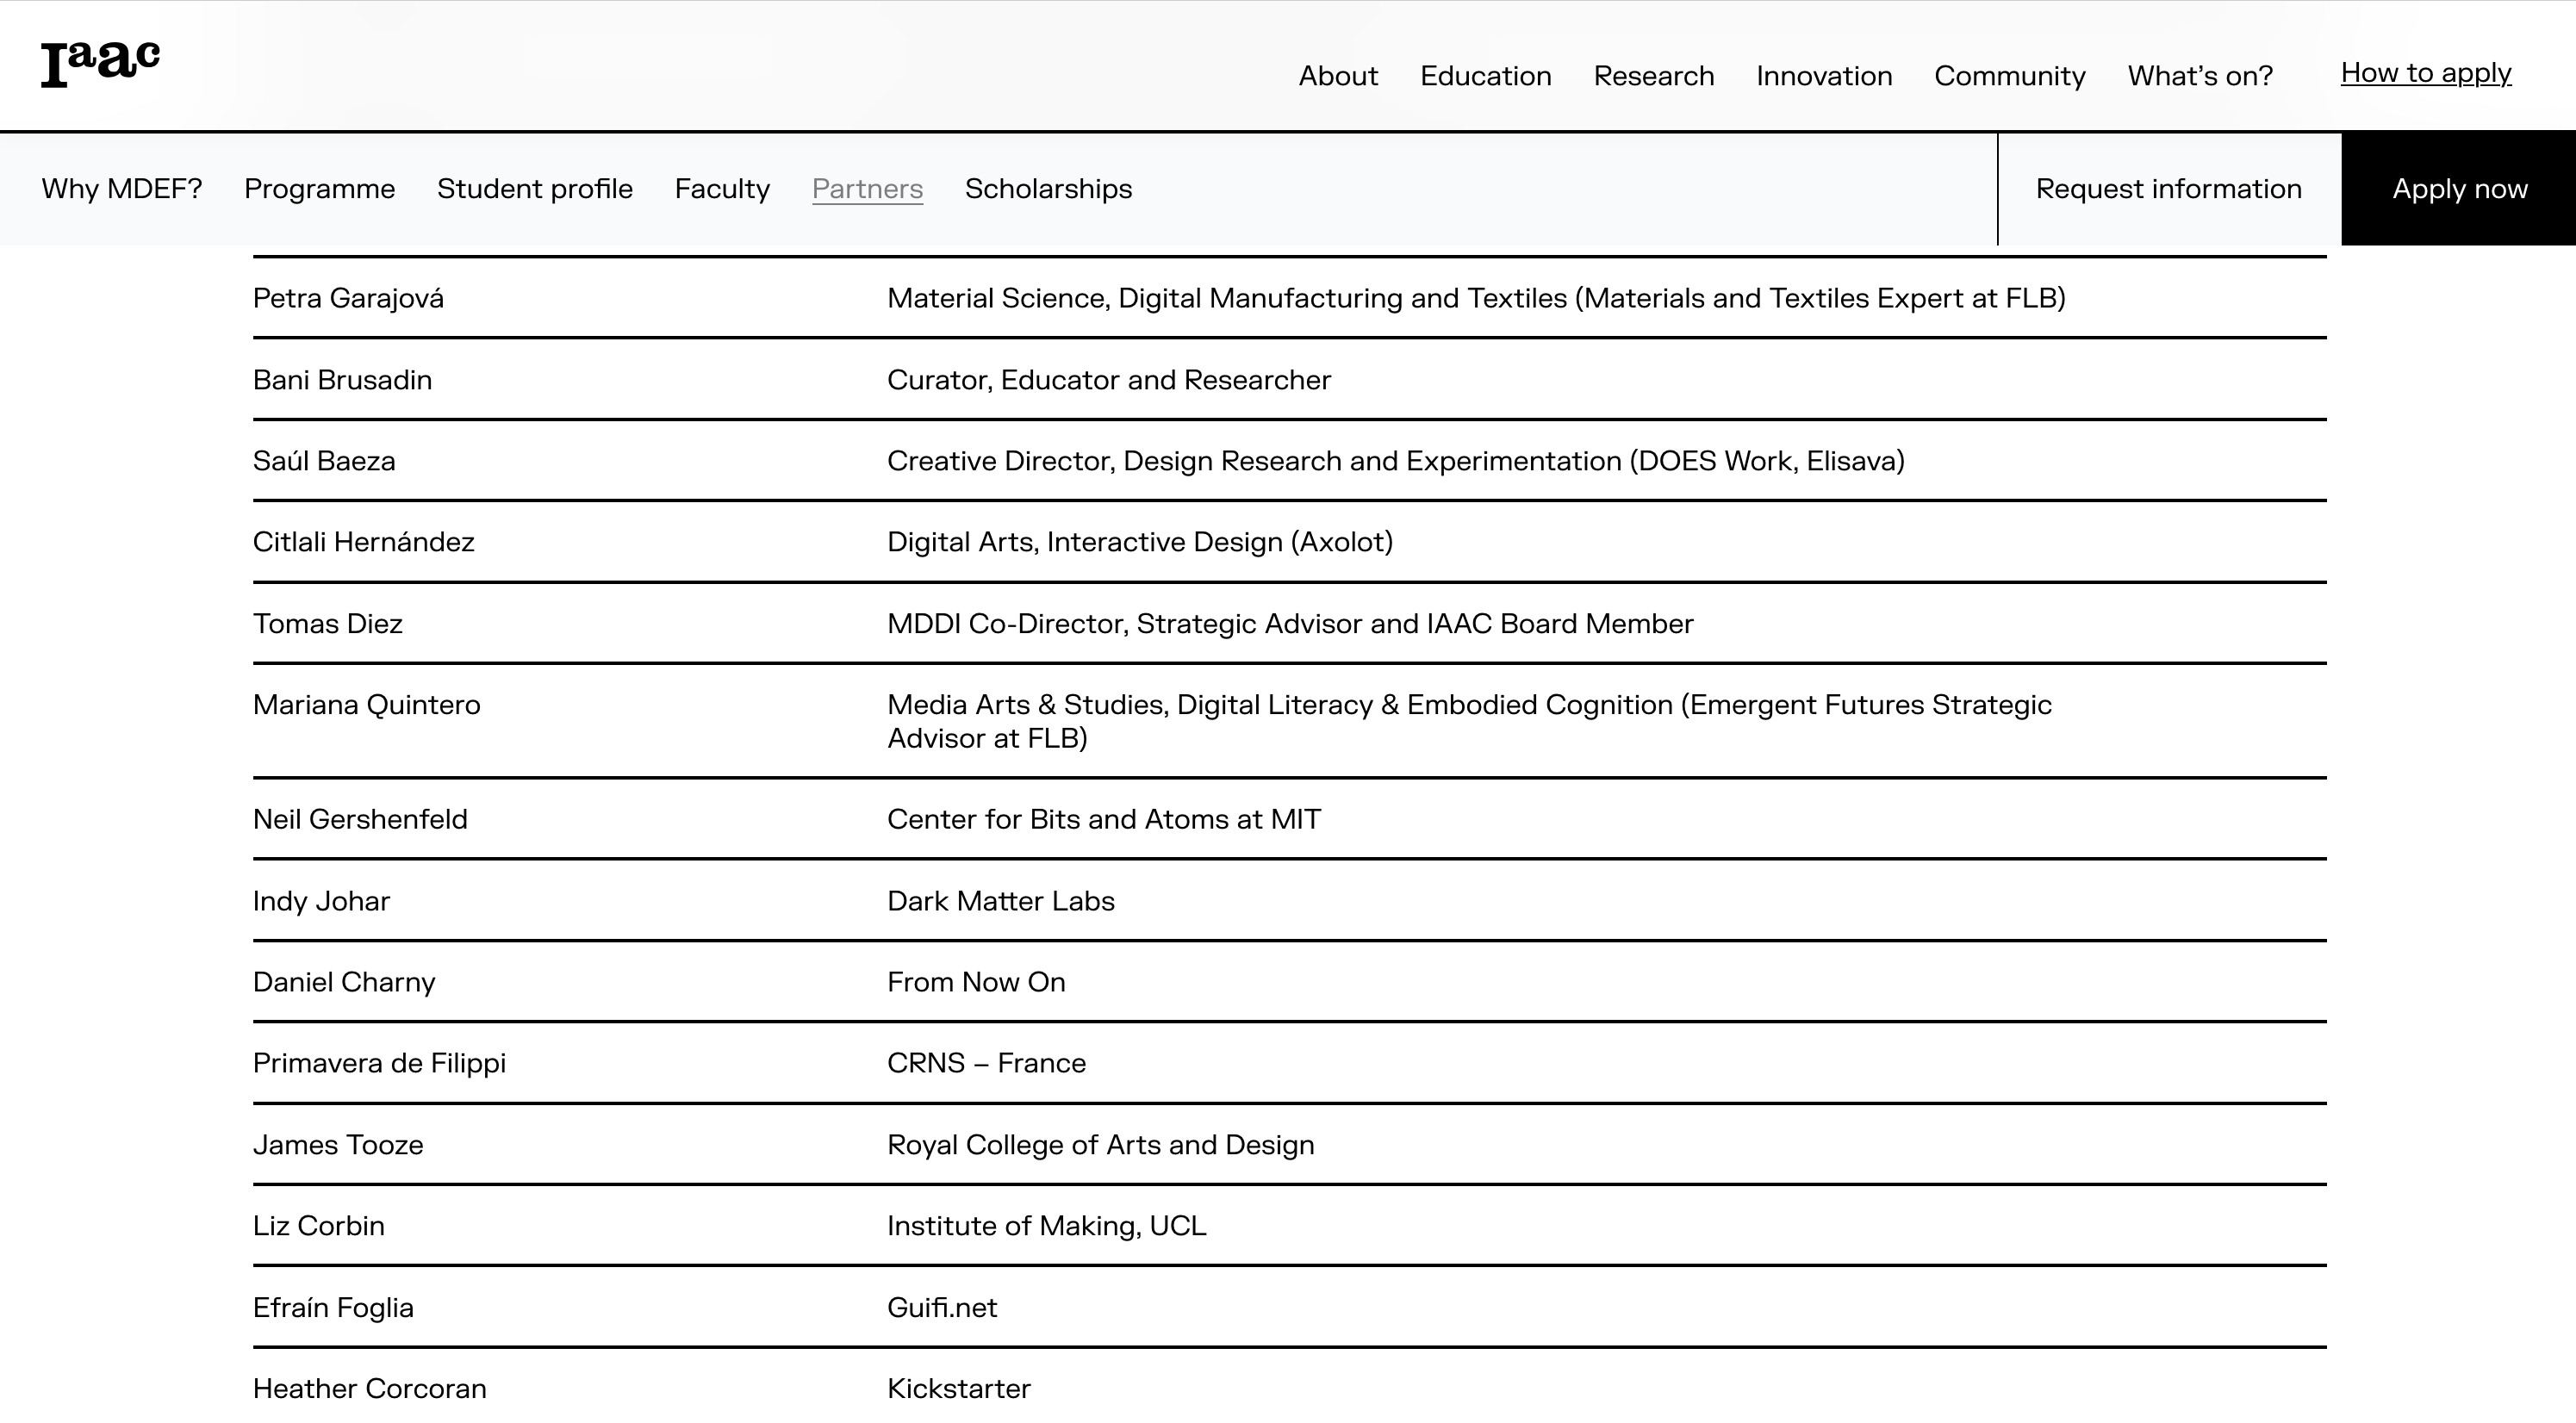 Iaac
About Education Research Innovation Community What's on? How to apply
Why MDEF? Programme Student profile Faculty Partners Scholarships Request information Apply now
Petra Garajová Material Science, Digital Manufacturing and Textiles (Materials and Textiles Expert at FLB)
Bani Brusadin Curator, Educator and Researcher
Saúl Baeza Creative Director, Design Research and Experimentation (DOES Work, Elisava)
Citlali Hernández Digital Arts, Interactive Design (Axolot)
Tomas Diez MDDI Co-Director, Strategic Advisor and IAAC Board Member
Mariana Quintero Media Arts & Studies, Digital Literacy & Embodied Cognition (Emergent Futures Strategic
Advisor at FLB)
Neil Gershenfeld Center for Bits and Atoms at MIT
Indy Johar Dark Matter Labs
Daniel Charny From Now On
Primavera de Filippi CRNS – France
James Tooze Royal College of Arts and Design
Liz Corbin Institute of Making, UCL
Efraín Foglia Guifi.net
Heather Corcoran Kickstarter